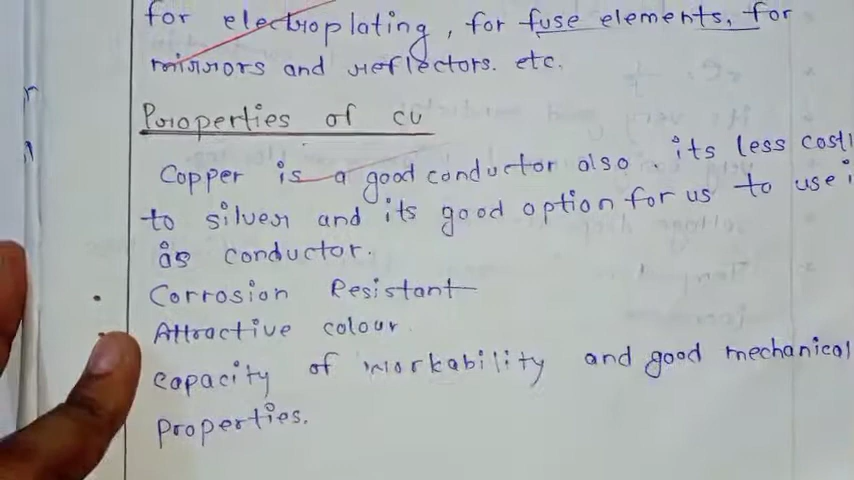 for electroplating, for fuse elements, for
mirrors and reflectors. etc.
Properties of cu
Copper is a good conductor also. its less costl
to silver and its good option for us to use i
as conductor.
Corrosion Resistant
Attractive colour.
capacity of workability and good mechanical
properties.